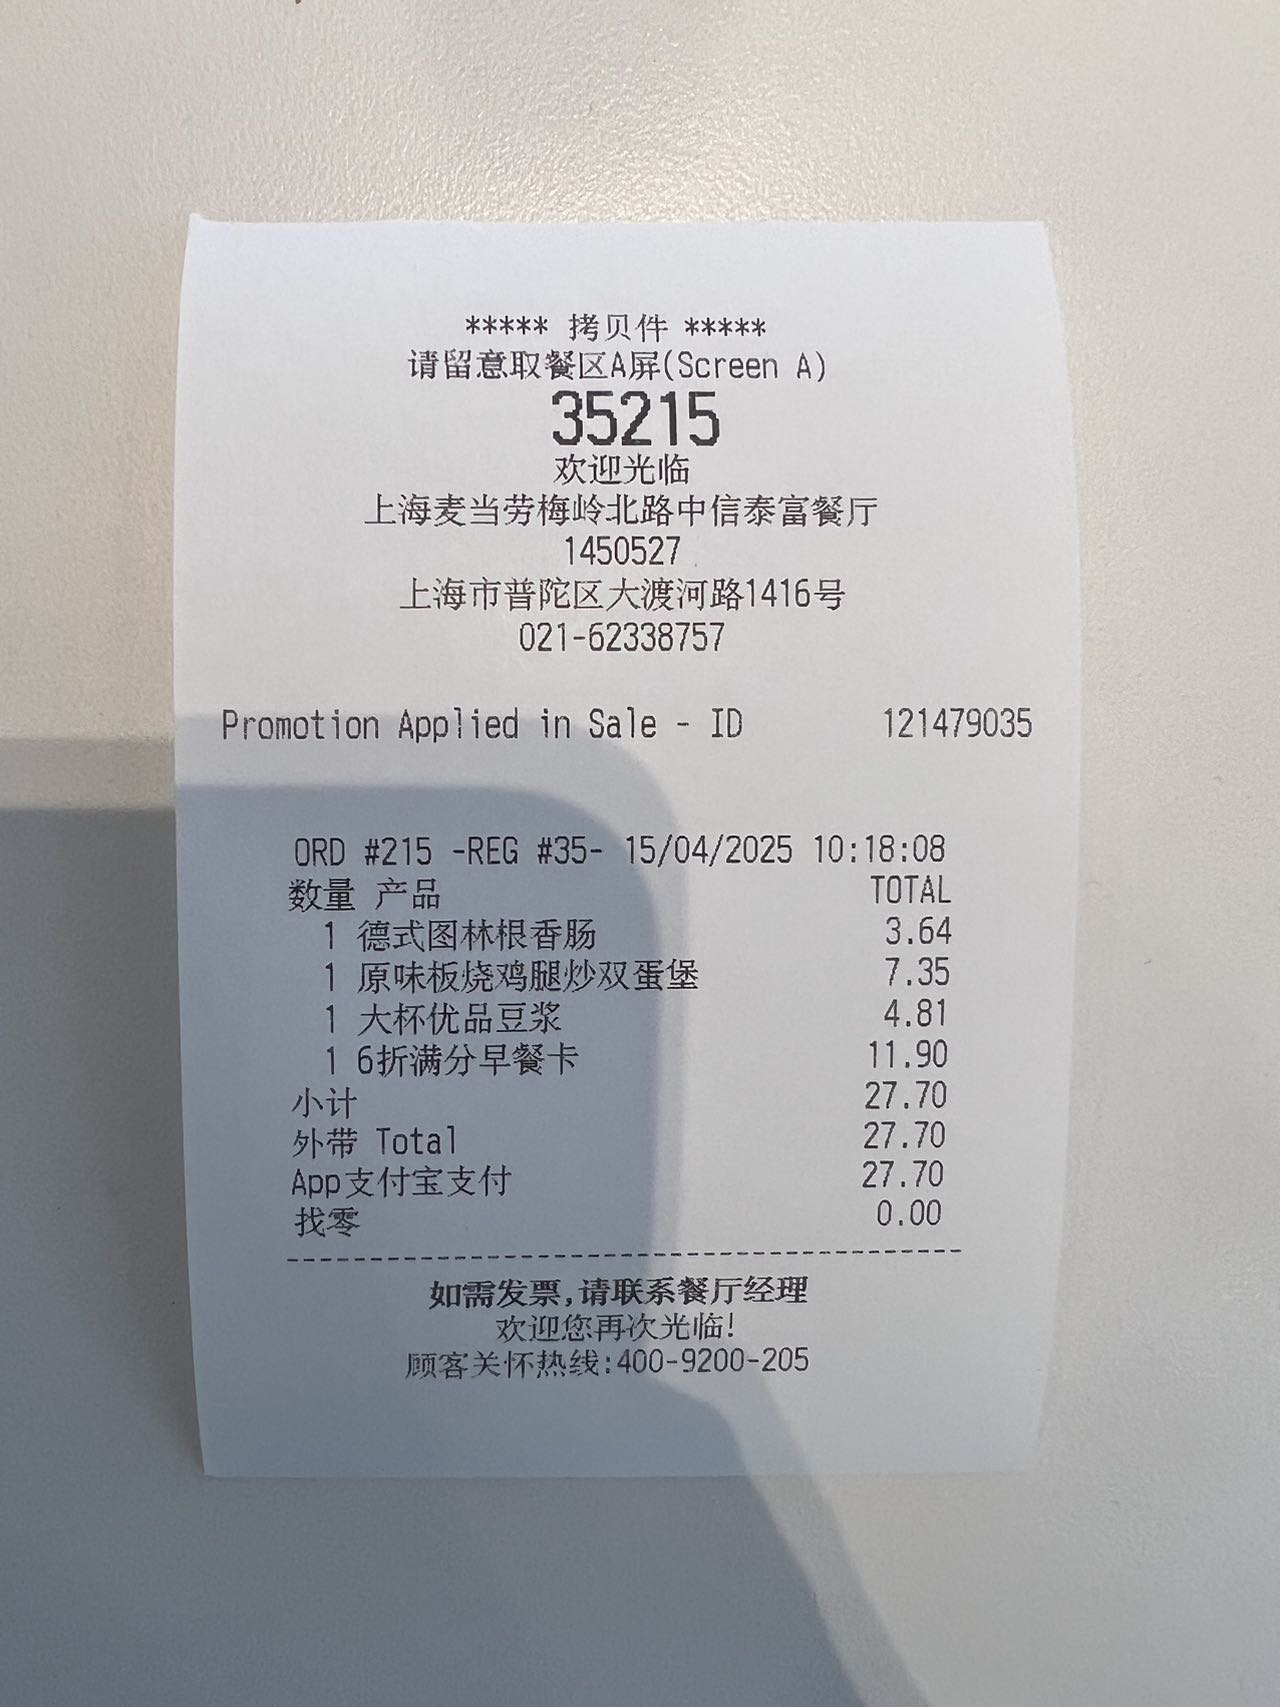 ***** 拷贝件 *****
请留意取餐区A屏(Screen A)
35215
欢迎光临
上海麦当劳梅岭北路中信泰富餐厅
1450527
上海市普陀区大渡河路1416号
021-62338757
Promotion Applied in Sale - ID 121479035
ORD #215 -REG #35- 15/04/2025 10:18:08
数量 产品 TOTAL
1 德式图林根香肠 3.64
1 原味板烧鸡腿炒双蛋堡 7.35
1 大杯优品豆浆 4.81
1 6折满分早餐卡 11.90
小计 27.70
外带 Total 27.70
App支付宝支付 27.70
找零 0.00
--------------------------------------------------
如需发票,请联系餐厅经理
欢迎您再次光临!
顾客关怀热线:400-9200-205